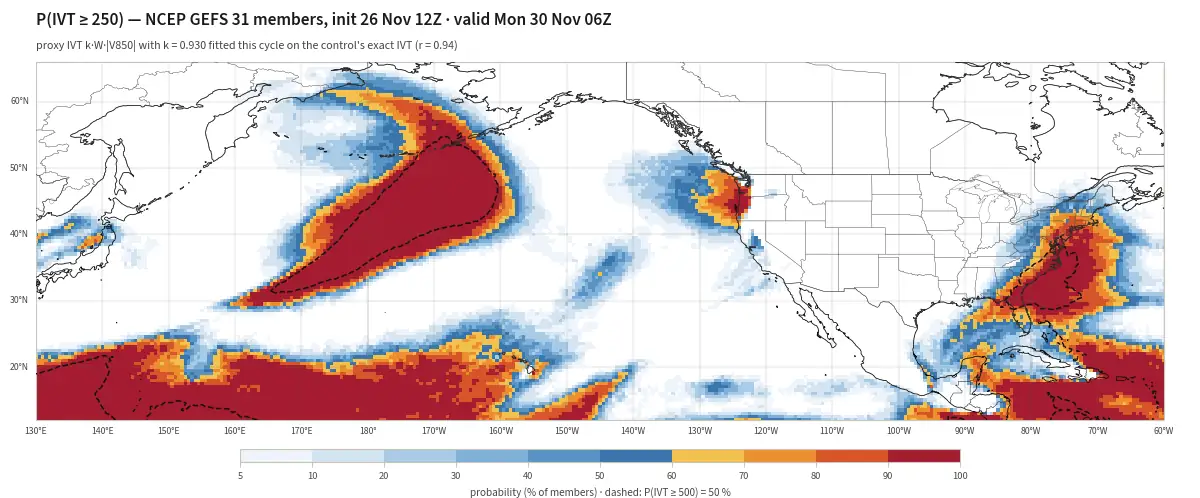 P(IVT ≥ 250) — NCEP GEFS 31 members, init 26 Nov 12Z · valid Mon 30 Nov 06Z
proxy IVT k·W·|V850| with k = 0.930 fitted this cycle on the control's exact IVT (r = 0.94)
60°N
50°N
40°N
30°N
20°N
130°E 140°E 150°E 160°E 170°E 180° 170°W 160°W 150°W 140°W 130°W 120°W 110°W 100°W 90°W 80°W 70°W 60°W
5 10 20 30 40 50 60 70 80 90 100
probability (% of members) · dashed: P(IVT ≥ 500) = 50 %